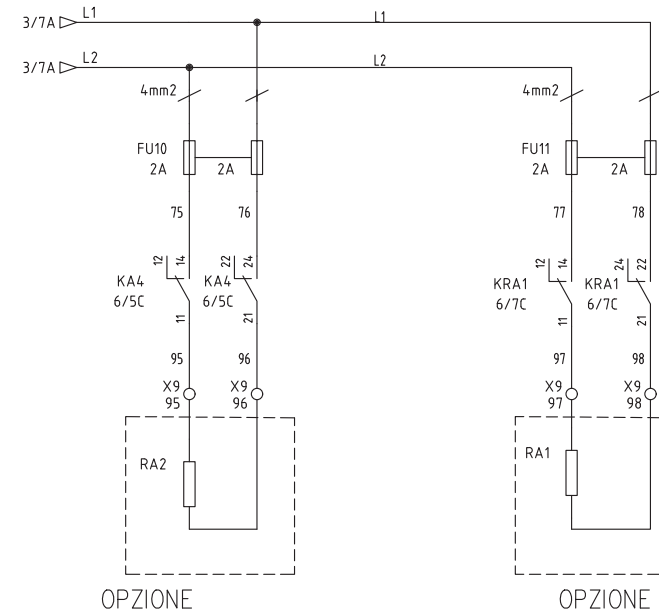 3/7A L1 L1
3/7A L2 L2
4mm2 4mm2
FU10 FU11
2A 2A 2A 2A
75 76 77 78
12 14 22 24 12 14 24 22
KA4 KA4 KRA1 KRA1
6/5C 6/5C 6/7C 6/7C
11 21 11 21
95 96 97 98
X9 X9 X9 X9
95 96 97 98
RA2 RA1
OPZIONE OPZIONE